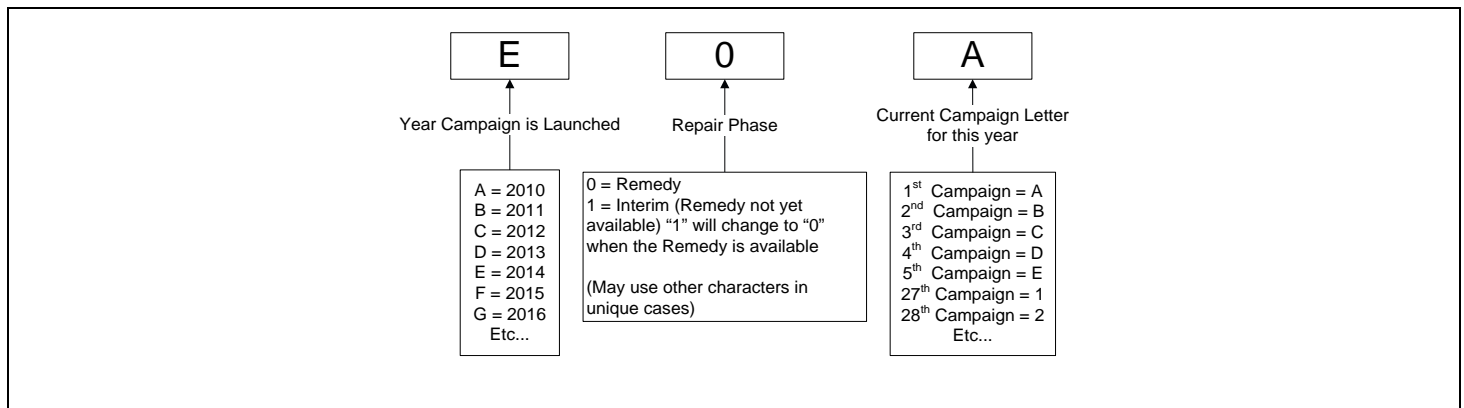 E
0
A
Year Campaign is Launched
Repair Phase
Current Campaign Letter
for this year
A = 2010
B = 2011
C = 2012
D = 2013
E = 2014
F = 2015
G = 2016
Etc...
0 = Remedy
1 = Interim (Remedy not yet
available) “1” will change to “0”
when the Remedy is available
(May use other characters in
unique cases)
1st Campaign = A
2nd Campaign = B
3rd Campaign = C
4th Campaign = D
5th Campaign = E
27th Campaign = 1
28th Campaign = 2
Etc...